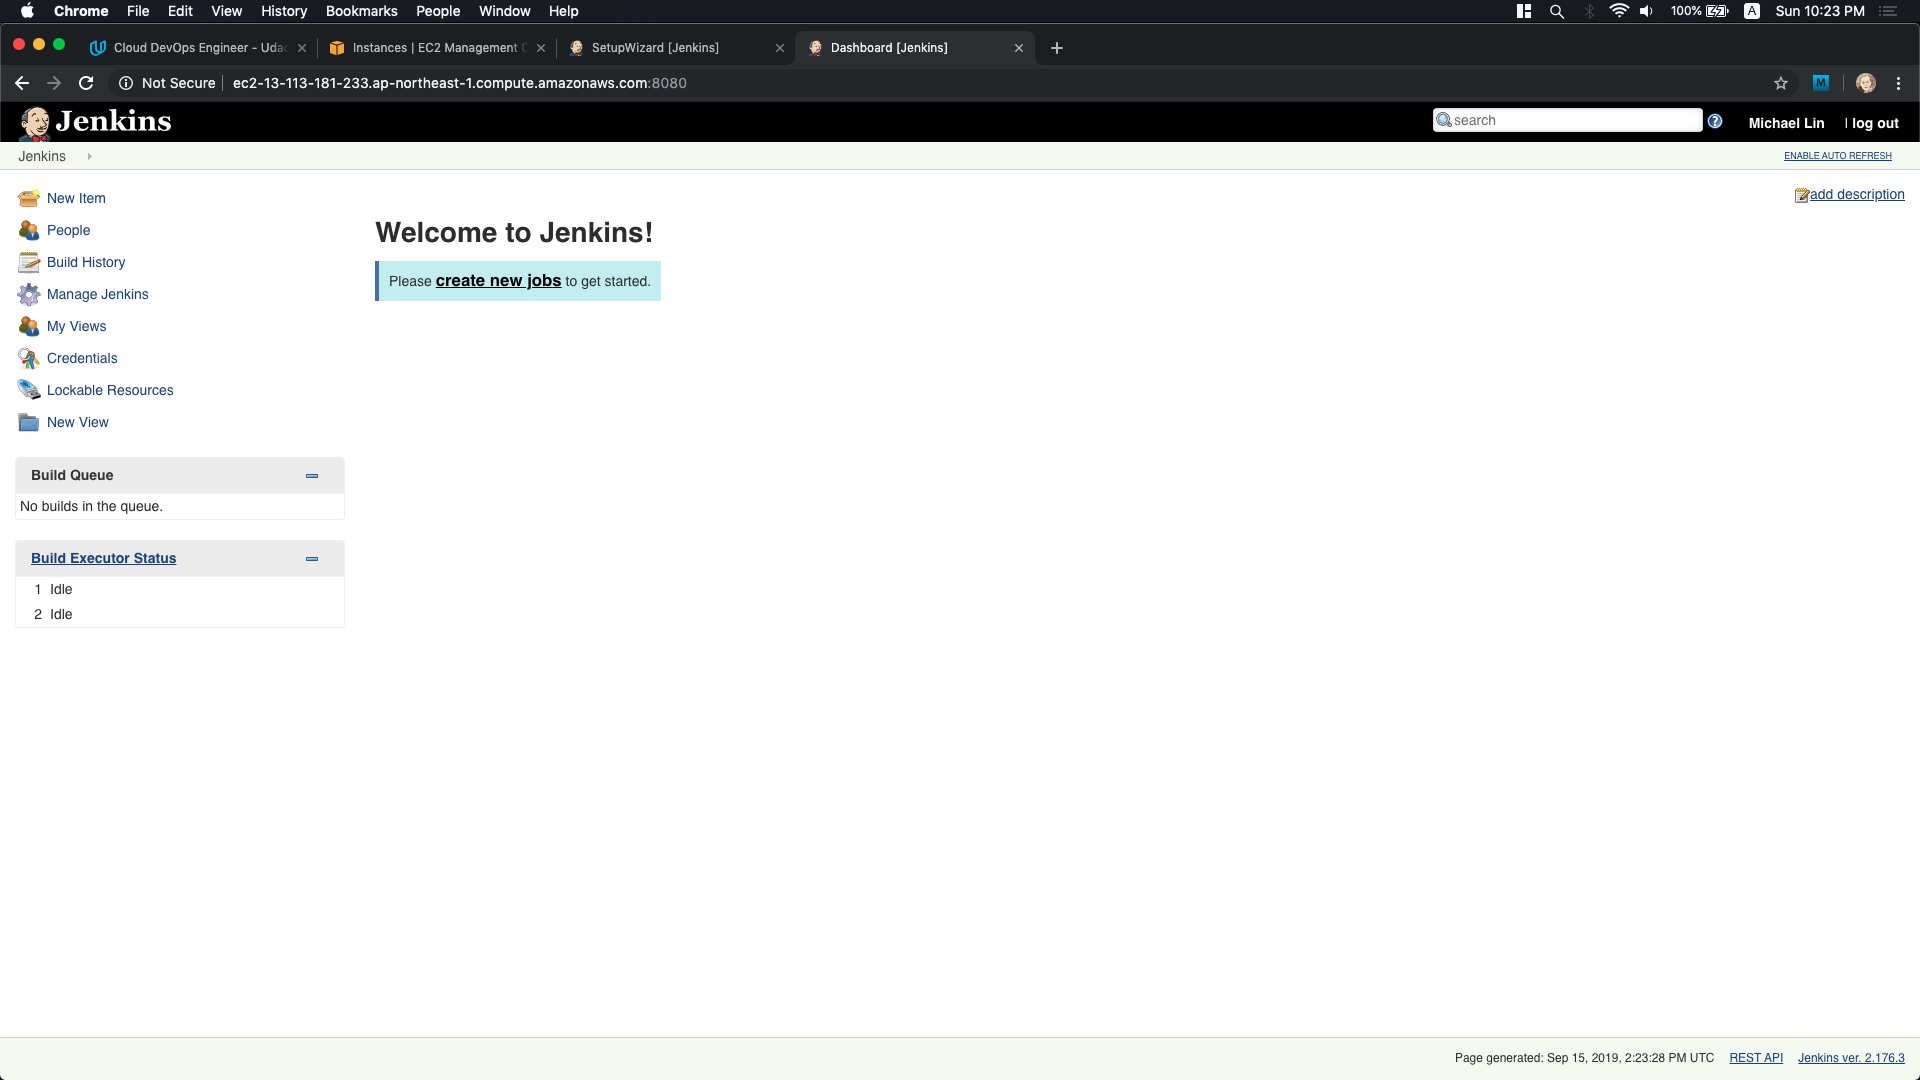 Chrome File Edit View History Bookmarks People Window Help 100% A Sun 10:23 PM
Cloud DevOps Engineer - Udac Instances | EC2 Management C SetupWizard [Jenkins] Dashboard [Jenkins]
Not Secure ec2-13-113-181-233.ap-northeast-1.compute.amazonaws.com:8080 M
Jenkins search Michael Lin | log out
Jenkins ENABLE AUTO REFRESH
add description
New Item
People
Build History
Manage Jenkins
My Views
Credentials
Lockable Resources
New View
Welcome to Jenkins!
Please create new jobs to get started.
Build Queue
No builds in the queue.
Build Executor Status
1 Idle
2 Idle
Page generated: Sep 15, 2019, 2:23:28 PM UTC REST API Jenkins ver. 2.176.3